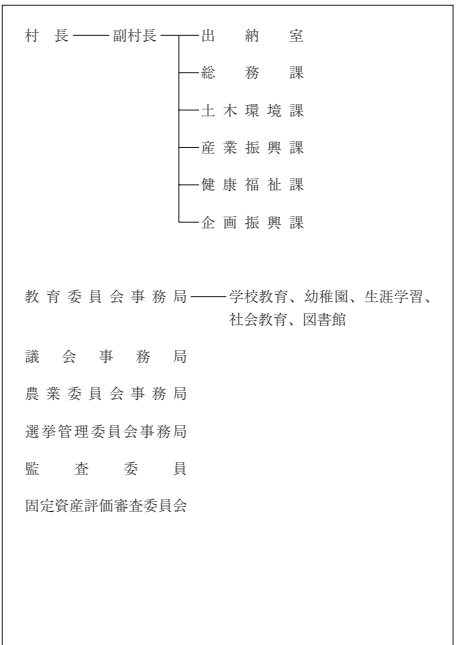 村長 副村長 出納室
総務課
土木環境課
産業振興課
健康福祉課
企画振興課
教育委員会事務局 学校教育、幼稚園、生涯学習、
社会教育、図書館
議会事務局
農業委員会事務局
選挙管理委員会事務局
監査委員
固定資産評価審査委員会